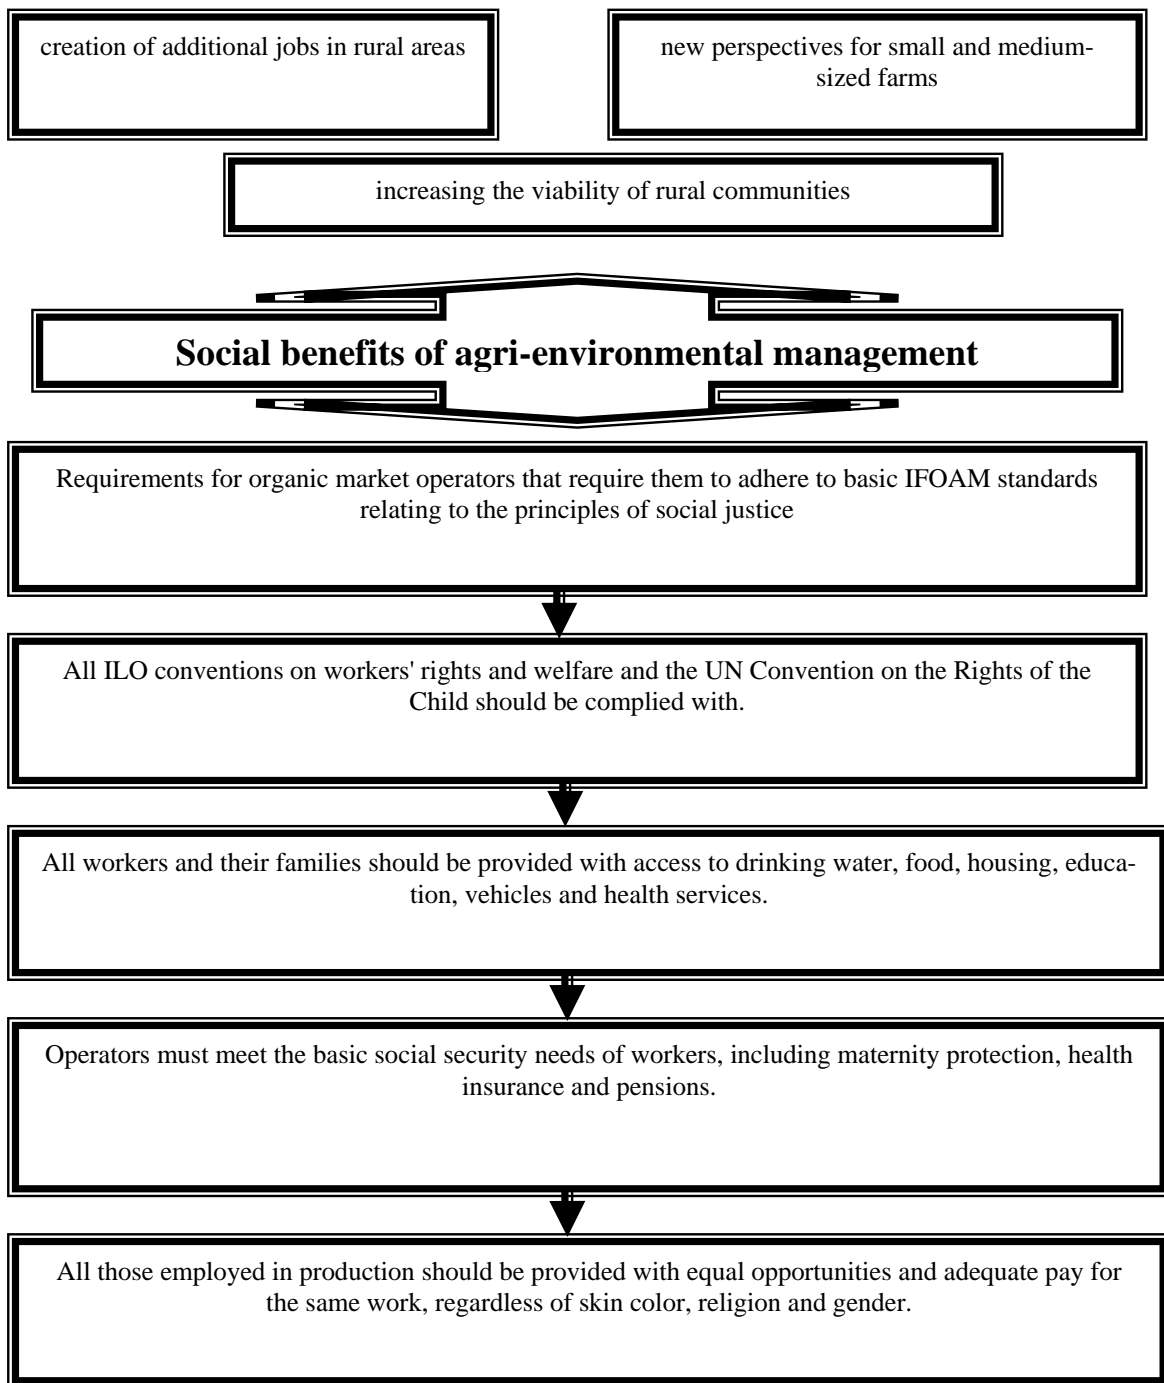 creation of additional jobs in rural areas
new perspectives for small and medium-
sized farms
increasing the viability of rural communities
Social benefits of agri-environmental management
Requirements for organic market operators that require them to adhere to basic IFOAM standards
relating to the principles of social justice
All ILO conventions on workers' rights and welfare and the UN Convention on the Rights of the
Child should be complied with.
All workers and their families should be provided with access to drinking water, food, housing, educa-
tion, vehicles and health services.
Operators must meet the basic social security needs of workers, including maternity protection, health
insurance and pensions.
All those employed in production should be provided with equal opportunities and adequate pay for
the same work, regardless of skin color, religion and gender.